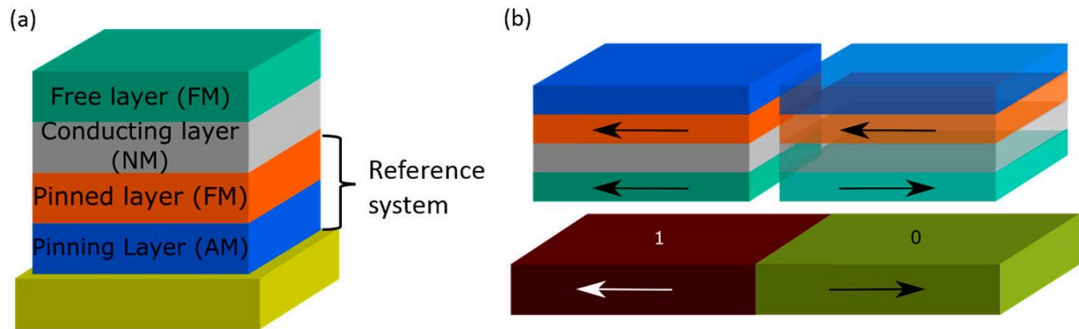 (a)
Free layer (FM)
Conducting layer
(NM)
Pinned layer (FM)
Pinning Layer (AM)
Reference
system
(b)
1
0